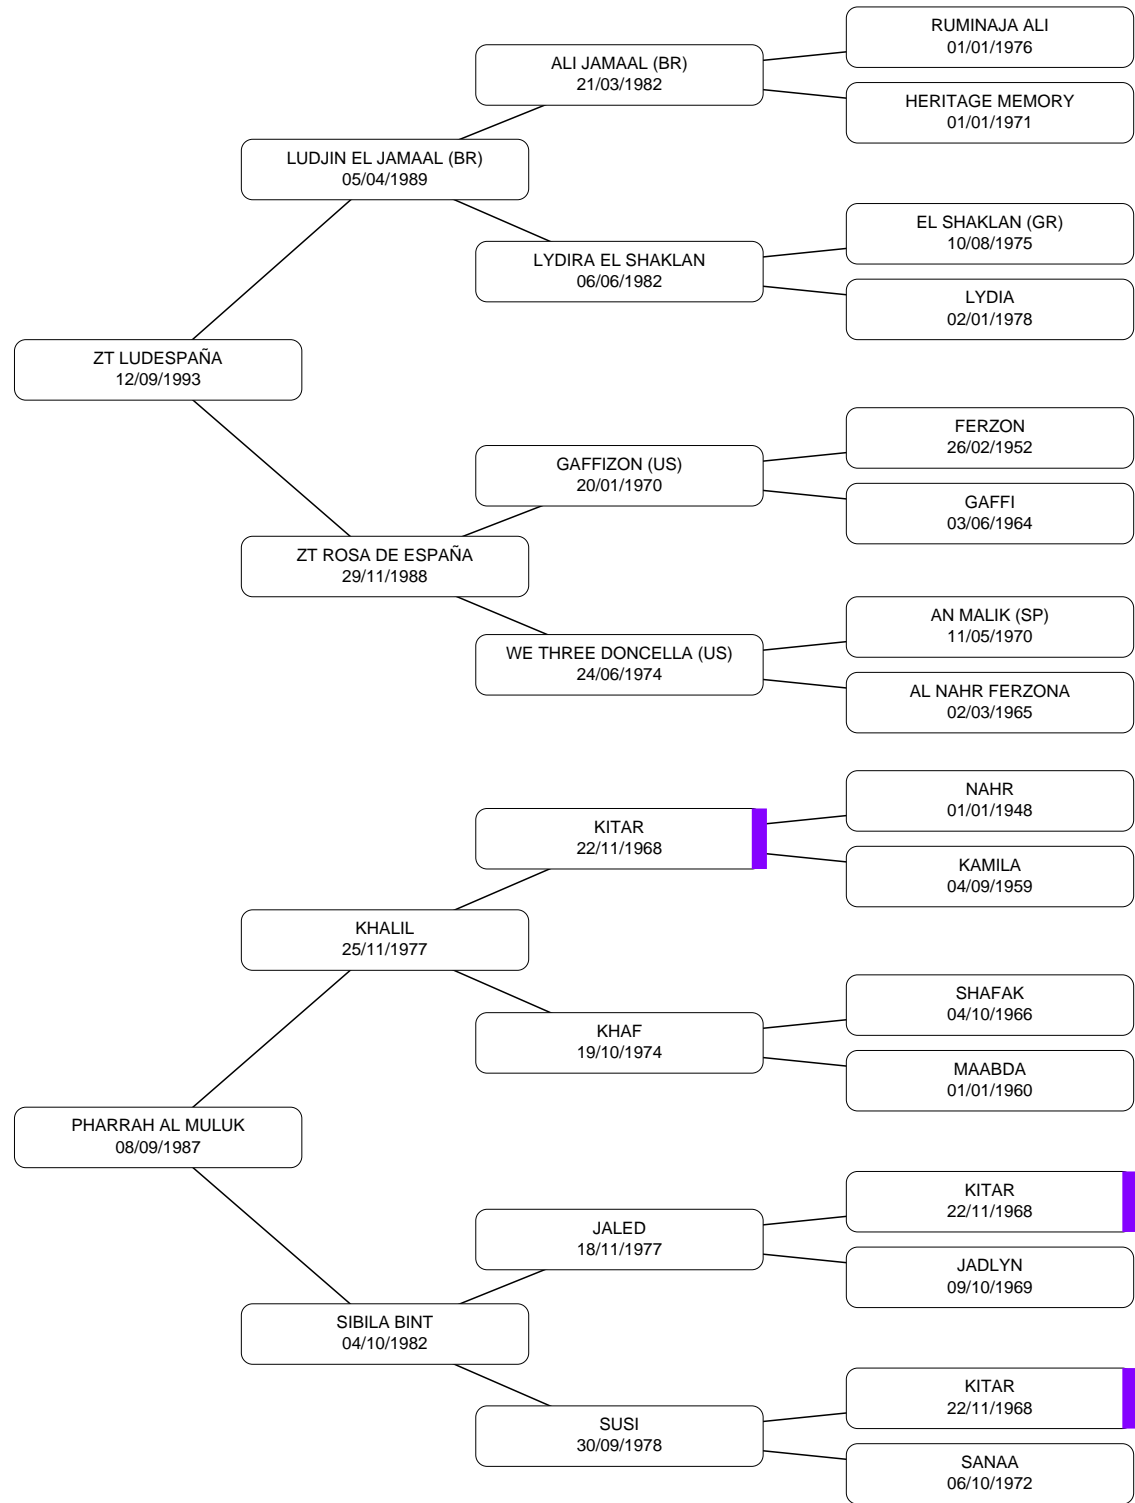 RUMINAJA ALI
01/01/1976
ALI JAMAAL (BR)
21/03/1982
HERITAGE MEMORY
01/01/1971
LUDJIN EL JAMAAL (BR)
05/04/1989
EL SHAKLAN (GR)
10/08/1975
LYDIRA EL SHAKLAN
06/06/1982
LYDIA
02/01/1978
ZT LUDESPAÑA
12/09/1993
FERZON
26/02/1952
GAFFIZON (US)
20/01/1970
GAFFI
03/06/1964
ZT ROSA DE ESPAÑA
29/11/1988
AN MALIK (SP)
11/05/1970
WE THREE DONCELLA (US)
24/06/1974
AL NAHR FERZONA
02/03/1965
NAHR
01/01/1948
KITAR
22/11/1968
KAMILA
04/09/1959
KHALIL
25/11/1977
SHAFAK
04/10/1966
KHAF
19/10/1974
MAABDA
01/01/1960
PHARRAH AL MULUK
08/09/1987
KITAR
22/11/1968
JALED
18/11/1977
JADLYN
09/10/1969
SIBILA BINT
04/10/1982
KITAR
22/11/1968
SUSI
30/09/1978
SANAA
06/10/1972